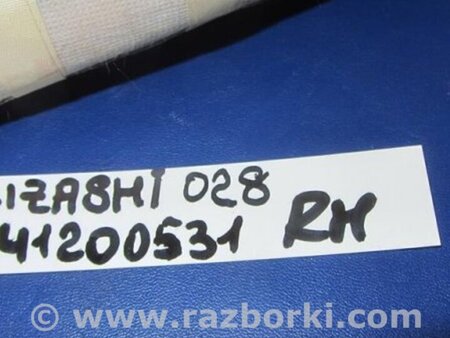 IZASHI 028
41200531 RH
© www.razborki.com